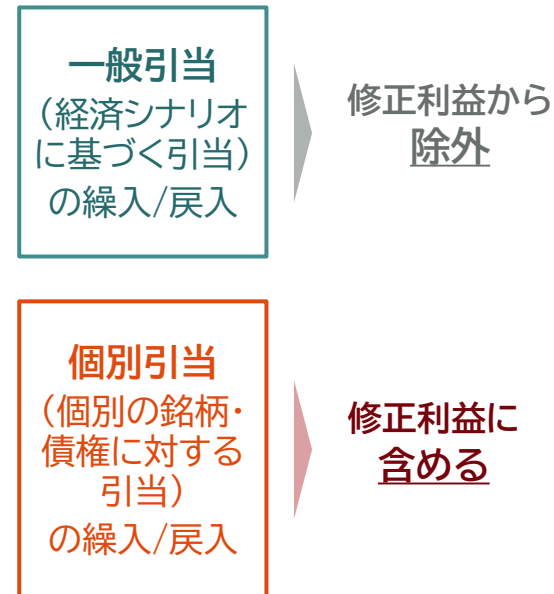 一般引当
（経済シナリオ
に基づく引当）
の繰入/戻入
修正利益から
除外
個別引当
（個別の銘柄・
債権に対する
引当）
の繰入/戻入
修正利益に
含める